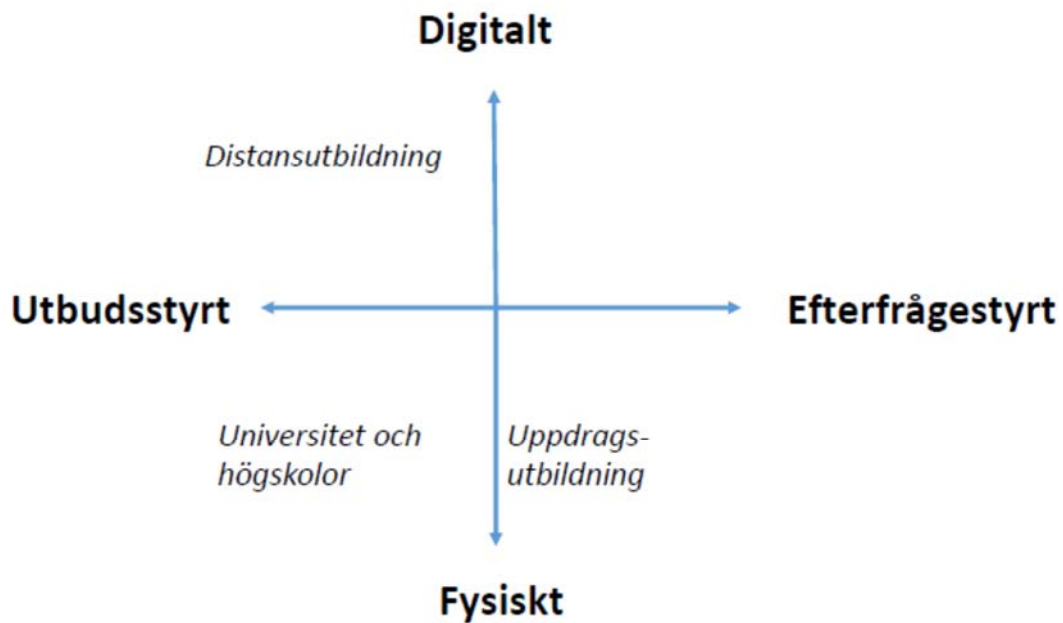 Digitalt
Distansutbildning
Utbudsstyrt
Efterfrågestyrt
Universitet och
högskolor
Uppdrags-
utbildning
Fysiskt